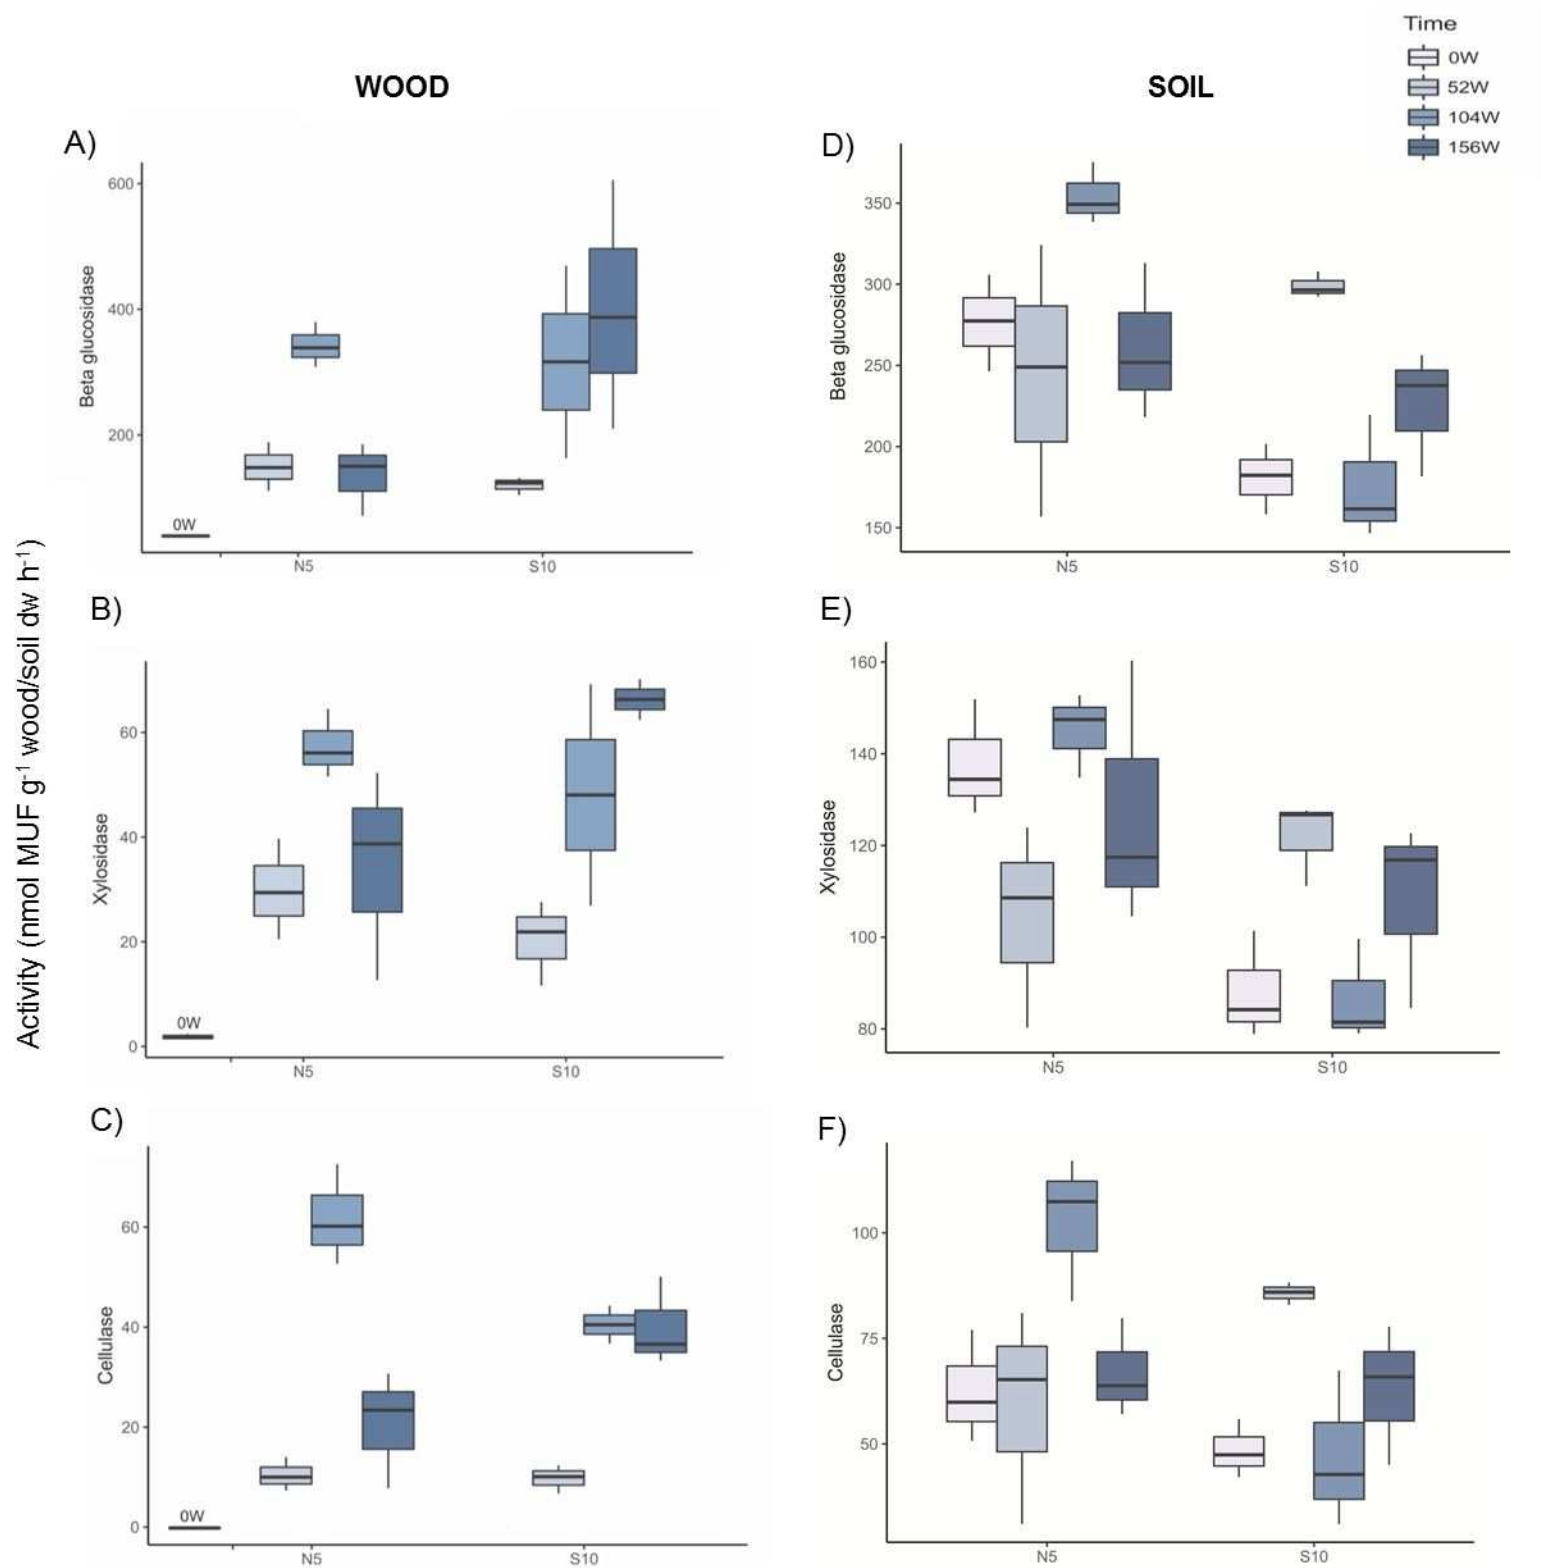 Time
0W
52W
104W
156W
WOOD
SOIL
Activity (nmol MUF g-1 wood/soil dw h-1)
A)
Beta glucosidase
600
400
200
0W
N5
S10
D)
Beta glucosidase
350
300
250
200
150
N5
S10
B)
Xylosidase
60
40
20
0
0W
N5
S10
E)
Xylosidase
160
140
120
100
80
N5
S10
C)
Cellulase
60
40
20
0
0W
N5
S10
F)
Cellulase
100
75
50
N5
S10